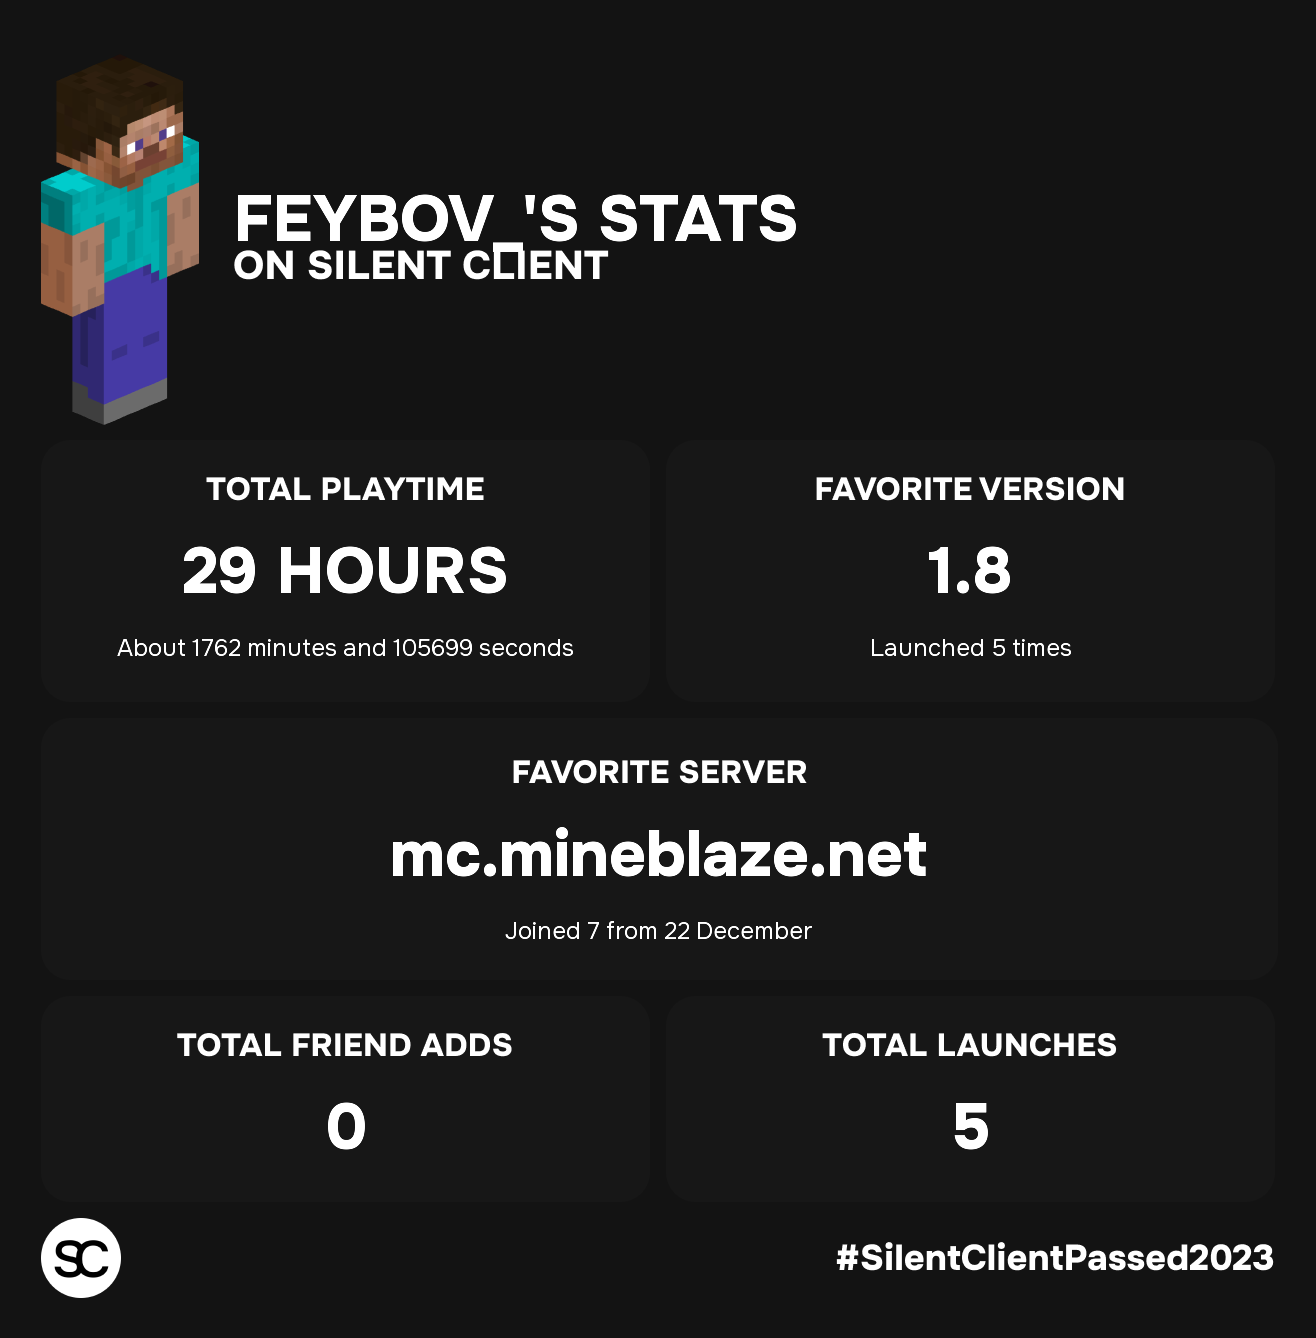 FEYBOV_'S STATS
ON SILENT CLIENT
TOTAL PLAYTIME
29 HOURS
About 1762 minutes and 105699 seconds
FAVORITE VERSION
1.8
Launched 5 times
FAVORITE SERVER
mc.mineblaze.net
Joined 7 from 22 December
TOTAL FRIEND ADDS
0
TOTAL LAUNCHES
5
SC
#SilentClientPassed2023